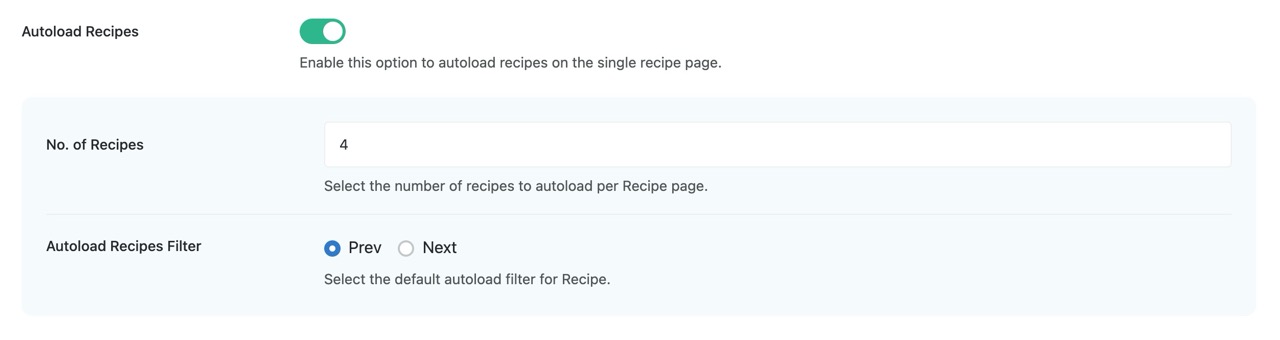 Autoload Recipes
Enable this option to autoload recipes on the single recipe page.
No. of Recipes
4
Select the number of recipes to autoload per Recipe page.
Autoload Recipes Filter
Prev Next
Select the default autoload filter for Recipe.